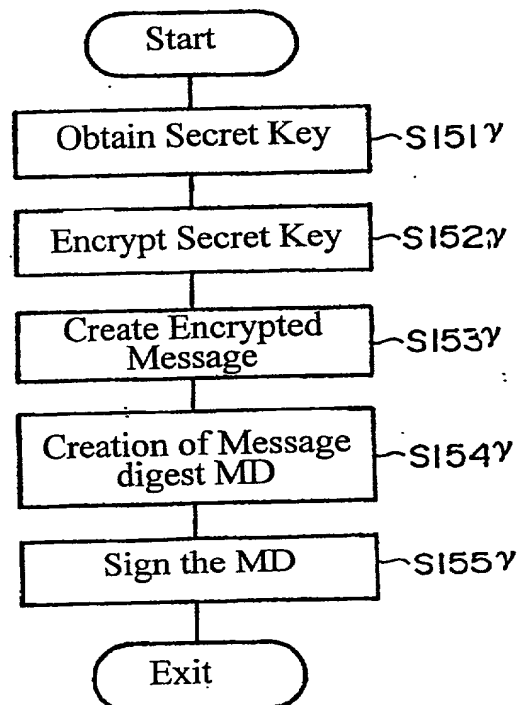 Start
Obtain Secret Key S151γ
Encrypt Secret Key S152γ
Create Encrypted
Message S153γ
Creation of Message
digest MD S154γ
Sign the MD S155γ
Exit